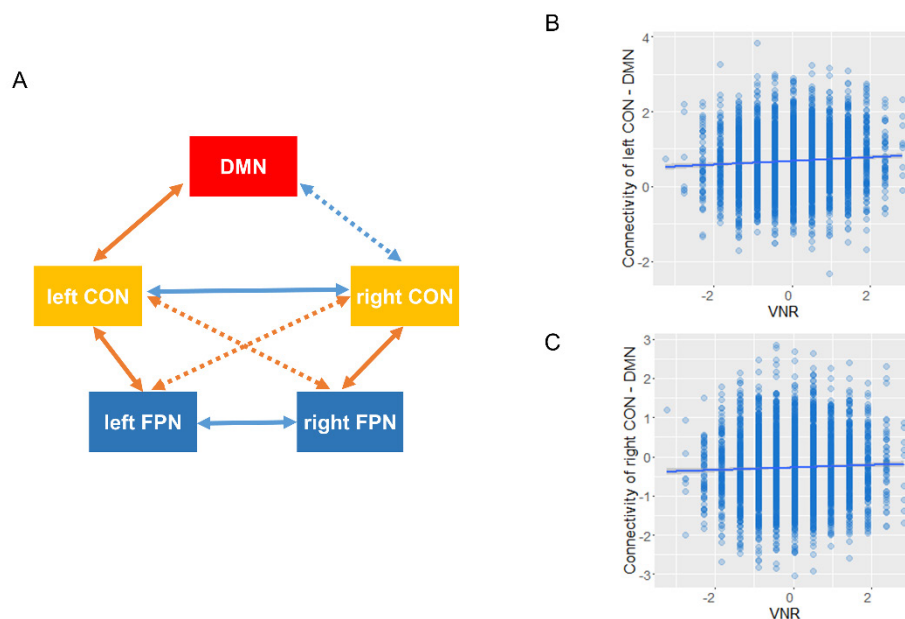 A
DMN
left CON
right CON
left FPN
right FPN
B
Connectivity of left CON - DMN
4
2
0
-2
-2
0
2
VNR
C
Connectivity of right CON - DMN
3
2
1
0
-1
-2
-3
-2
0
2
VNR